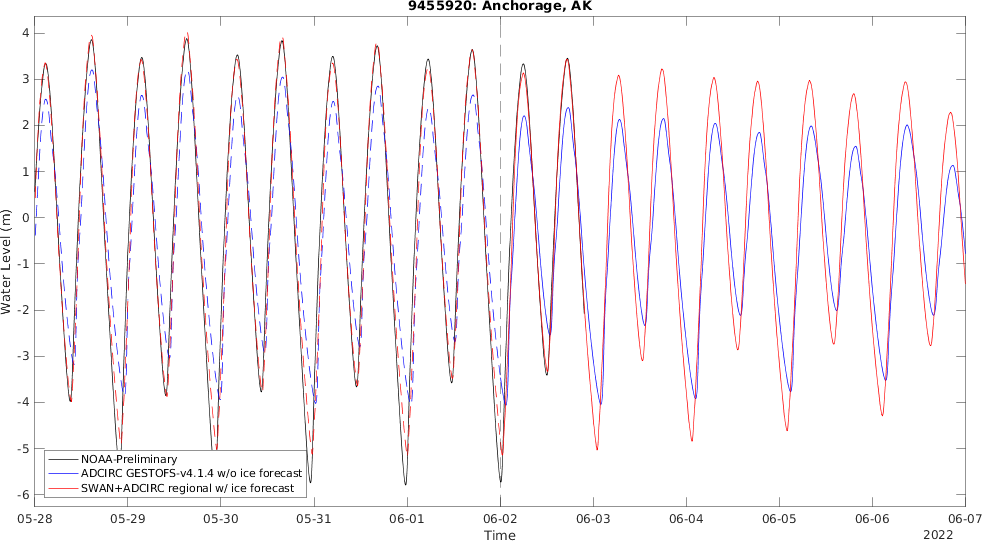 9455920: Anchorage, AK
4
3
2
1
0
-1
-2
-3
-4
-5
-6
Water Level (m)
NOAA-Preliminary
ADCIRC GESTOFS-v4.1.4 w/o ice forecast
SWAN+ADCIRC regional w/ ice forecast
05-28 05-29 05-30 05-31 06-01 06-02 06-03 06-04 06-05 06-06 06-07
Time
2022